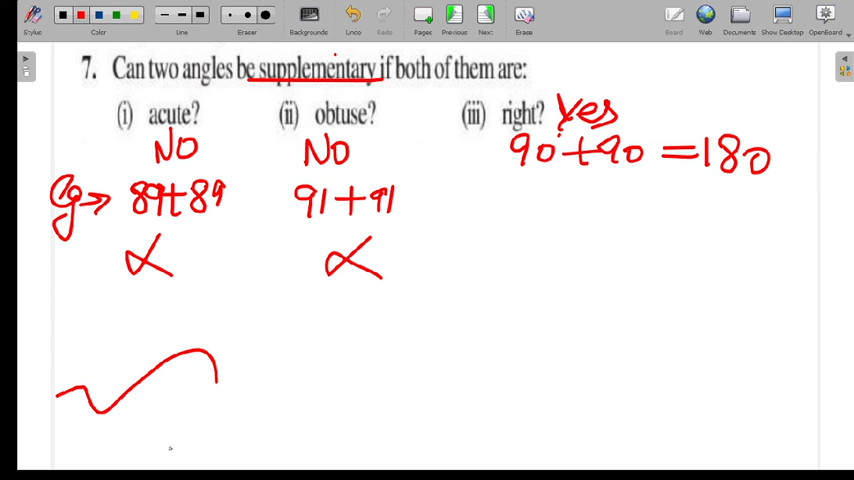 Stylus Color Line Eraser Backgrounds Undo Redo Pages Previous Next Erase Board Web Documents Show Desktop OpenBoard
7. Can two angles be supplementary if both of them are:
(i) acute? (ii) obtuse? (iii) right? Yes
NO NO 90+90=180
Eg→ 89+89 91+91